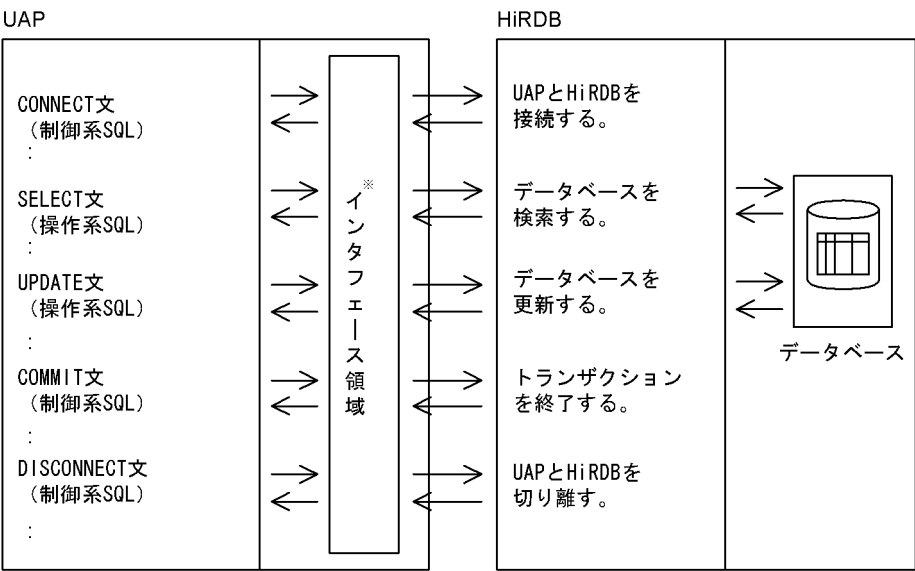 UAP
CONNECT文
（制御系SQL）
:
SELECT文
（操作系SQL）
:
UPDATE文
（操作系SQL）
:
COMMIT文
（制御系SQL）
:
DISCONNECT文
（制御系SQL）
:
インタフェース領域※
HiRDB
UAPとHiRDBを
接続する。
データベースを
検索する。
データベースを
更新する。
トランザクション
を終了する。
UAPとHiRDBを
切り離す。
データベース